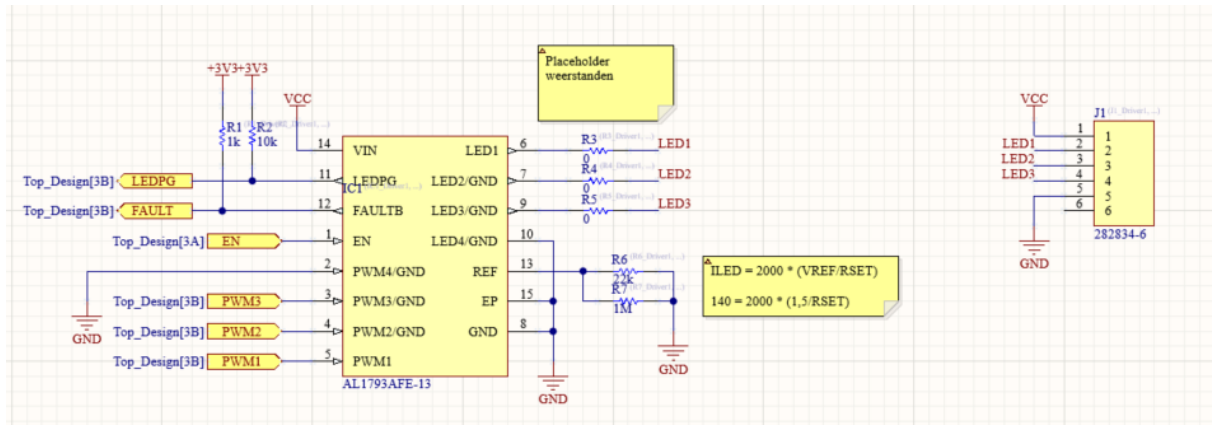 Placeholder
weerstanden
+3V3
+3V3
VCC
R1
1k
R2
10k
14
VIN
LED1
6
R3
0
LED1
Top_Design[3B]
LEDPG
11
LEDPG
IC1
LED2/GND
7
R4
0
LED2
Top_Design[3B]
FAULT
12
FAULTB
LED3/GND
9
R5
0
LED3
Top_Design[3A]
EN
1
EN
LED4/GND
10
2
PWM4/GND
REF
13
R6
22k
Top_Design[3B]
PWM3
3
PWM3/GND
EP
15
R7
1M
Top_Design[3B]
PWM2
4
PWM2/GND
GND
8
Top_Design[3B]
PWM1
5
PWM1
GND
AL1793AFE-13
GND
GND
ILED = 2000 * (VREF/RSET)
140 = 2000 * (1,5/RSET)
VCC
J1
1
1
LED1
2
2
LED2
3
3
LED3
4
4
5
5
6
6
282834-6
GND